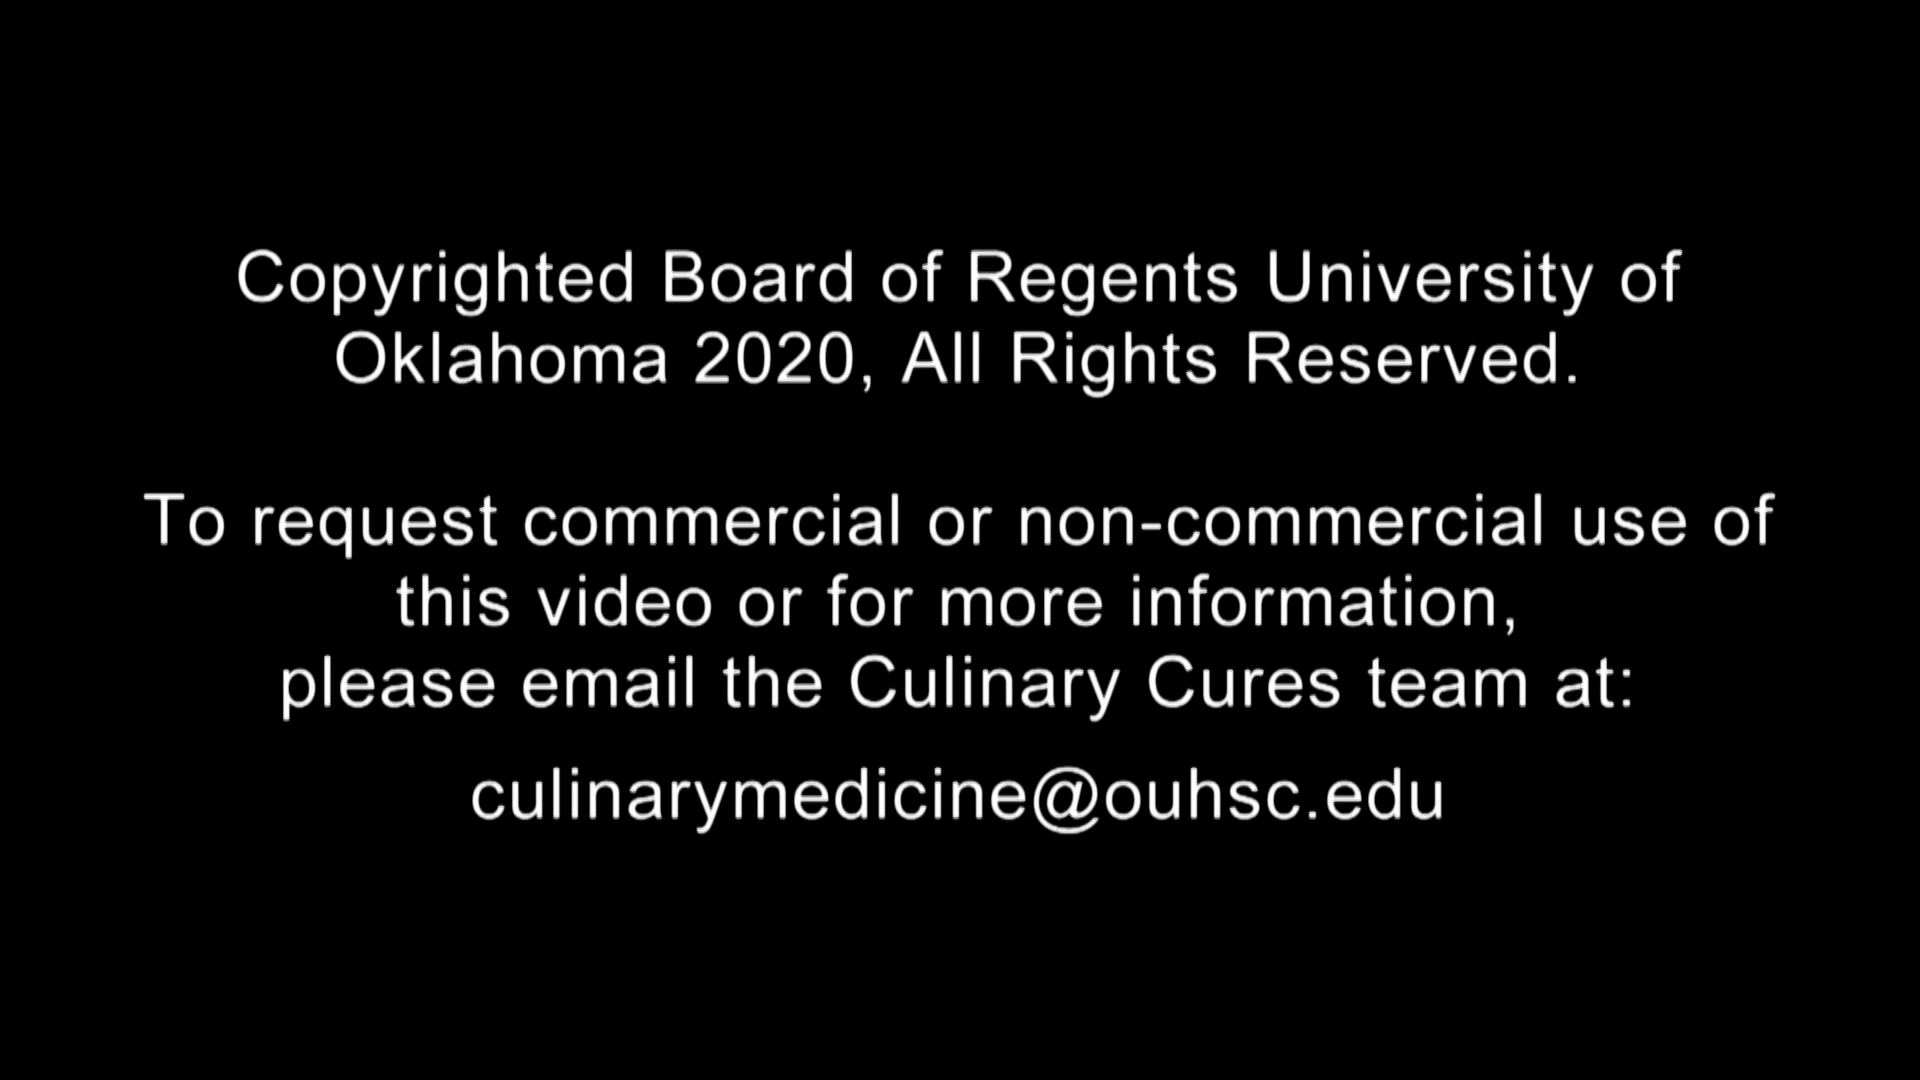 Copyrighted Board of Regents University of
Oklahoma 2020, All Rights Reserved.
To request commercial or non-commercial use of
this video or for more information,
please email the Culinary Cures team at:
culinarymedicine@ouhsc.edu